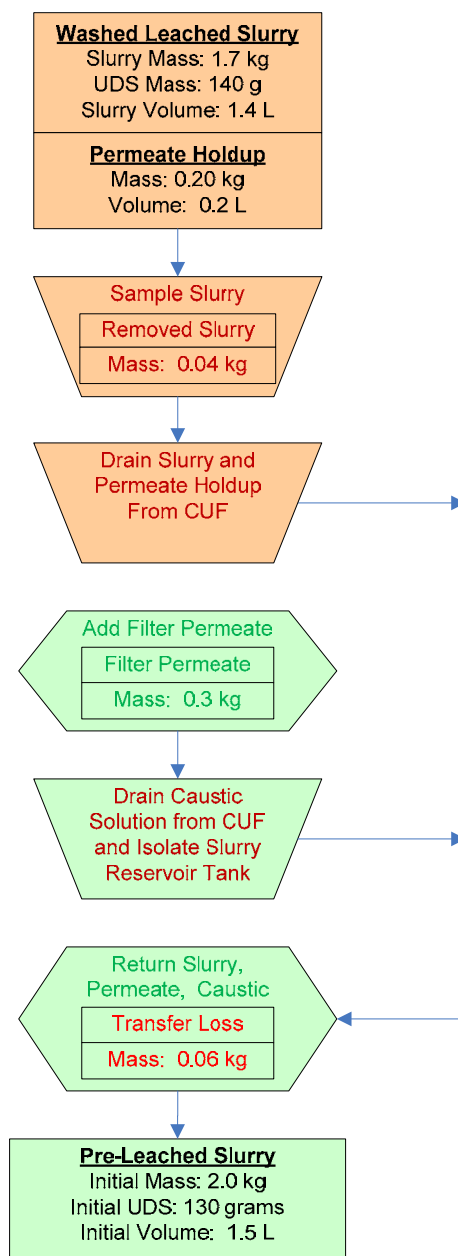 Washed Leached Slurry
Slurry Mass: 1.7 kg
UDS Mass: 140 g
Slurry Volume: 1.4 L
Permeate Holdup
Mass: 0.20 kg
Volume: 0.2 L
Sample Slurry
Removed Slurry
Mass: 0.04 kg
Drain Slurry and
Permeate Holdup
From CUF
Add Filter Permeate
Filter Permeate
Mass: 0.3 kg
Drain Caustic
Solution from CUF
and Isolate Slurry
Reservoir Tank
Return Slurry,
Permeate, Caustic
Transfer Loss
Mass: 0.06 kg
Pre-Leached Slurry
Initial Mass: 2.0 kg
Initial UDS: 130 grams
Initial Volume: 1.5 L